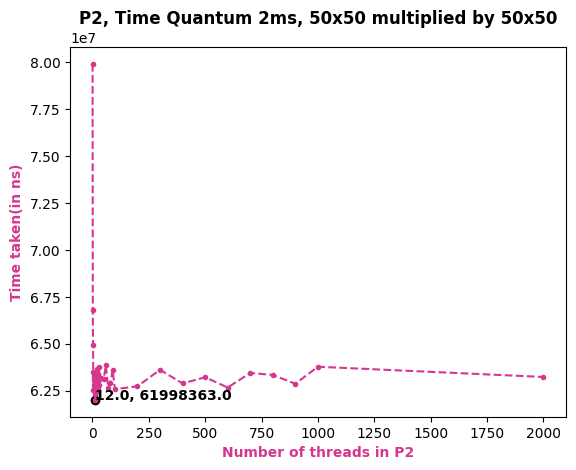 P2, Time Quantum 2ms, 50x50 multiplied by 50x50
1e7
8.00
7.75
7.50
7.25
7.00
6.75
6.50
6.25
Time taken(in ns)
12.0, 61998363.0
0 250 500 750 1000 1250 1500 1750 2000
Number of threads in P2